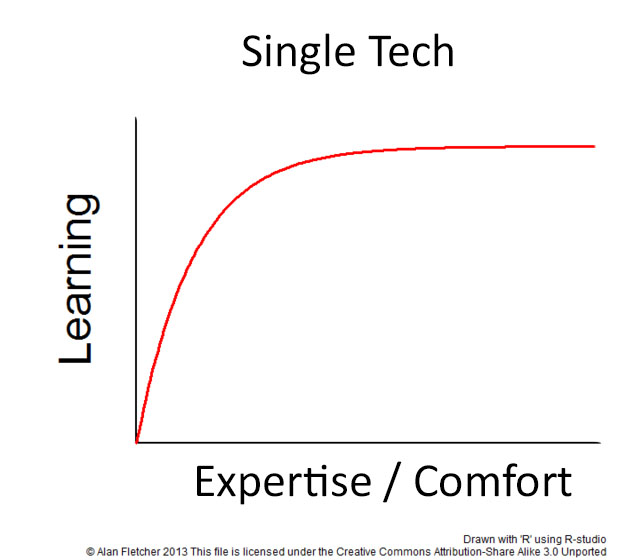 Single Tech
Learning
Expertise / Comfort
Drawn with 'R' using R-studio
© Alan Fletcher 2013 This file is licensed under the Creative Commons Attribution-Share Alike 3.0 Unported